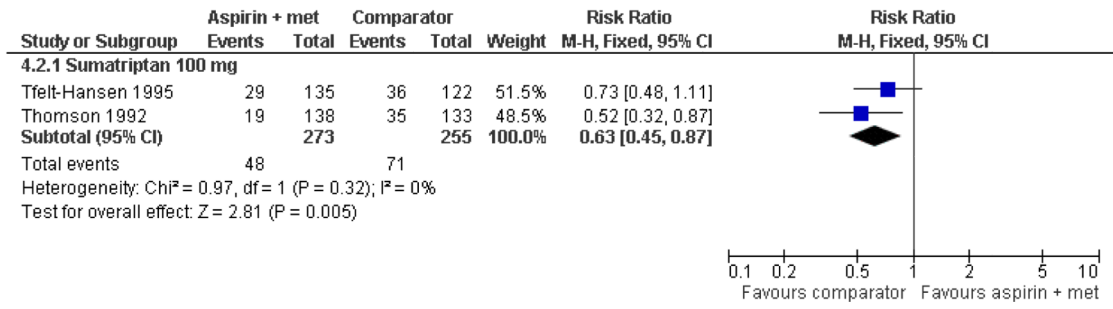 Aspirin + met Comparator Risk Ratio Risk Ratio
Study or Subgroup Events Total Events Total Weight M-H, Fixed, 95% CI M-H, Fixed, 95% CI
4.2.1 Sumatriptan 100 mg
Tfelt-Hansen 1995 29 135 36 122 51.5% 0.73 [0.48, 1.11]
Thomson 1992 19 138 35 133 48.5% 0.52 [0.32, 0.87]
Subtotal (95% CI) 273 255 100.0% 0.63 [0.45, 0.87]
Total events 48 71
Heterogeneity: Chi² = 0.97, df = 1 (P = 0.32); I² = 0%
Test for overall effect: Z = 2.81 (P = 0.005)
0.1 0.2 0.5 1 2 5 10
Favours comparator Favours aspirin + met